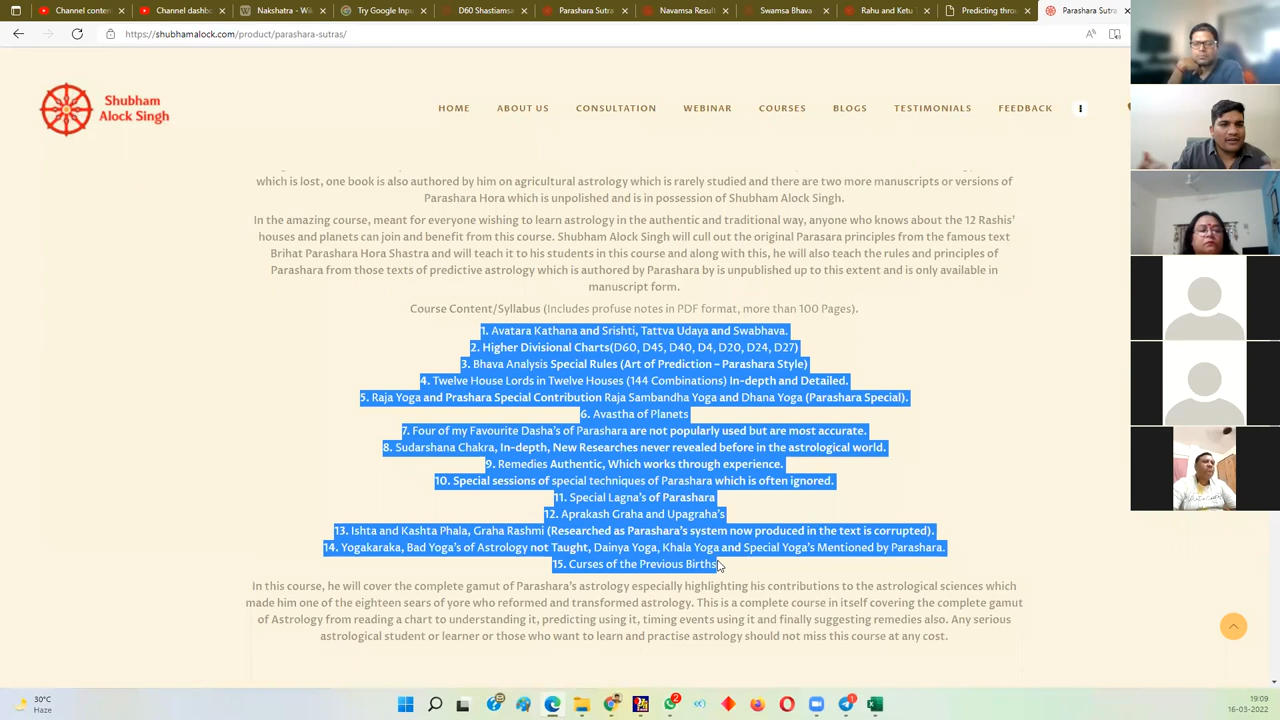 Channel content
Channel dashbo
Nakshatra - Wik
Try Google Inpu
D60 Shastiamsa
Parashara Sutra
Navamsa Result
Swamsa Bhava
Rahu and Ketu
Predicting throu
Parashara Sutra
https://shubhamalock.com/product/parashara-sutras/
Shubham
Alock Singh
HOME ABOUT US CONSULTATION WEBINAR COURSES BLOGS TESTIMONIALS FEEDBACK
which is lost, one book is also authored by him on agricultural astrology which is rarely studied and there are two more manuscripts or versions of
Parashara Hora which is unpolished and is in possession of Shubham Alock Singh.
In the amazing course, meant for everyone wishing to learn astrology in the authentic and traditional way, anyone who knows about the 12 Rashis'
houses and planets can join and benefit from this course. Shubham Alock Singh will cull out the original Parasara principles from the famous text
Brihat Parashara Hora Shastra and will teach it to his students in this course and along with this, he will also teach the rules and principles of
Parashara from those texts of predictive astrology which is authored by Parashara by is unpublished up to this extent and is only available in
manuscript form.
Course Content/Syllabus (Includes profuse notes in PDF format, more than 100 Pages).
1. Avatara Kathana and Srishti, Tattva Udaya and Swabhava.
2. Higher Divisional Charts(D60, D45, D40, D4, D20, D24, D27)
3. Bhava Analysis Special Rules (Art of Prediction – Parashara Style)
4. Twelve House Lords in Twelve Houses (144 Combinations) In-depth and Detailed.
5. Raja Yoga and Prashara Special Contribution Raja Sambandha Yoga and Dhana Yoga (Parashara Special).
6. Avastha of Planets
7. Four of my Favourite Dasha's of Parashara are not popularly used but are most accurate.
8. Sudarshana Chakra, In-depth, New Researches never revealed before in the astrological world.
9. Remedies Authentic, Which works through experience.
10. Special sessions of special techniques of Parashara which is often ignored.
11. Special Lagna's of Parashara
12. Aprakash Graha and Upagraha's
13. Ishta and Kashta Phala, Graha Rashmi (Researched as Parashara's system now produced in the text is corrupted).
14. Yogakaraka, Bad Yoga's of Astrology not Taught, Dainya Yoga, Khala Yoga and Special Yoga's Mentioned by Parashara.
15. Curses of the Previous Births
In this course, he will cover the complete gamut of Parashara's astrology especially highlighting his contributions to the astrological sciences which
made him one of the eighteen sears of yore who reformed and transformed astrology. This is a complete course in itself covering the complete gamut
of Astrology from reading a chart to understanding it, predicting using it, timing events using it and finally suggesting remedies also. Any serious
astrological student or learner or those who want to learn and practise astrology should not miss this course at any cost.
30°C
Haze
2
1
19:09
16-03-2022